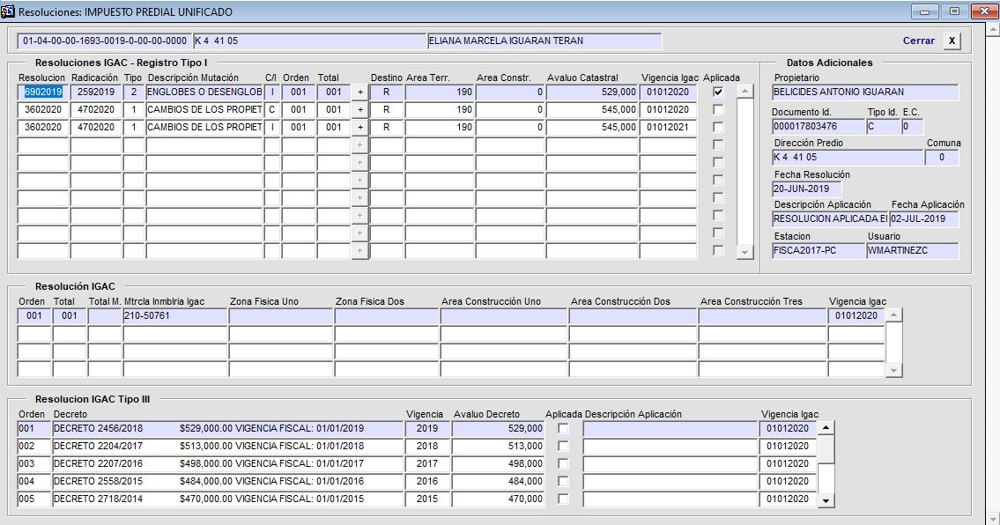 Resoluciones: IMPUESTO PREDIAL UNIFICADO
01-04-00-00-1693-0019-0-00-00-0000 K 4 41 05 ELIANA MARCELA IGUARAN TERAN Cerrar X
Resoluciones IGAC - Registro Tipo I
Resolucion Radicación Tipo Descripción Mutación C/I Orden Total Destino Area Terr. Area Constr. Avaluo Catastral Vigencia Igac Aplicada
6902019 2592019 2 ENGLOBES O DESENGLOB I 001 001 + R 190 0 529,000 01012020
3602020 4702020 1 CAMBIOS DE LOS PROPIET C 001 001 + R 190 0 545,000 01012020
3602020 4702020 1 CAMBIOS DE LOS PROPIET I 001 001 + R 190 0 545,000 01012021
+
+
+
+
+
+
+
Datos Adicionales
Propietario
BELICIDES ANTONIO IGUARAN
Documento Id. Tipo Id. E.C.
000017803476 C 0
Dirección Predio Comuna
K 4 41 05 0
Fecha Resolución
20-JUN-2019
Descripción Aplicación Fecha Aplicación
RESOLUCION APLICADA EI 02-JUL-2019
Estacion Usuario
FISCA2017-PC WMARTINEZC
Resolución IGAC
Orden Total Total M. Mtrcla Inmblria Igac Zona Fisica Uno Zona Fisica Dos Area Construcción Uno Area Construcción Dos Area Construcción Tres Vigencia Igac
001 001 210-50761 01012020
Resolucion IGAC Tipo III
Orden Decreto Vigencia Avaluo Decreto Aplicada Descripción Aplicación Vigencia Igac
001 DECRETO 2456/2018 $529,000.00 VIGENCIA FISCAL: 01/01/2019 2019 529,000 01012020
002 DECRETO 2204/2017 $513,000.00 VIGENCIA FISCAL: 01/01/2018 2018 513,000 01012020
003 DECRETO 2207/2016 $498,000.00 VIGENCIA FISCAL: 01/01/2017 2017 498,000 01012020
004 DECRETO 2558/2015 $484,000.00 VIGENCIA FISCAL: 01/01/2016 2016 484,000 01012020
005 DECRETO 2718/2014 $470,000.00 VIGENCIA FISCAL: 01/01/2015 2015 470,000 01012020